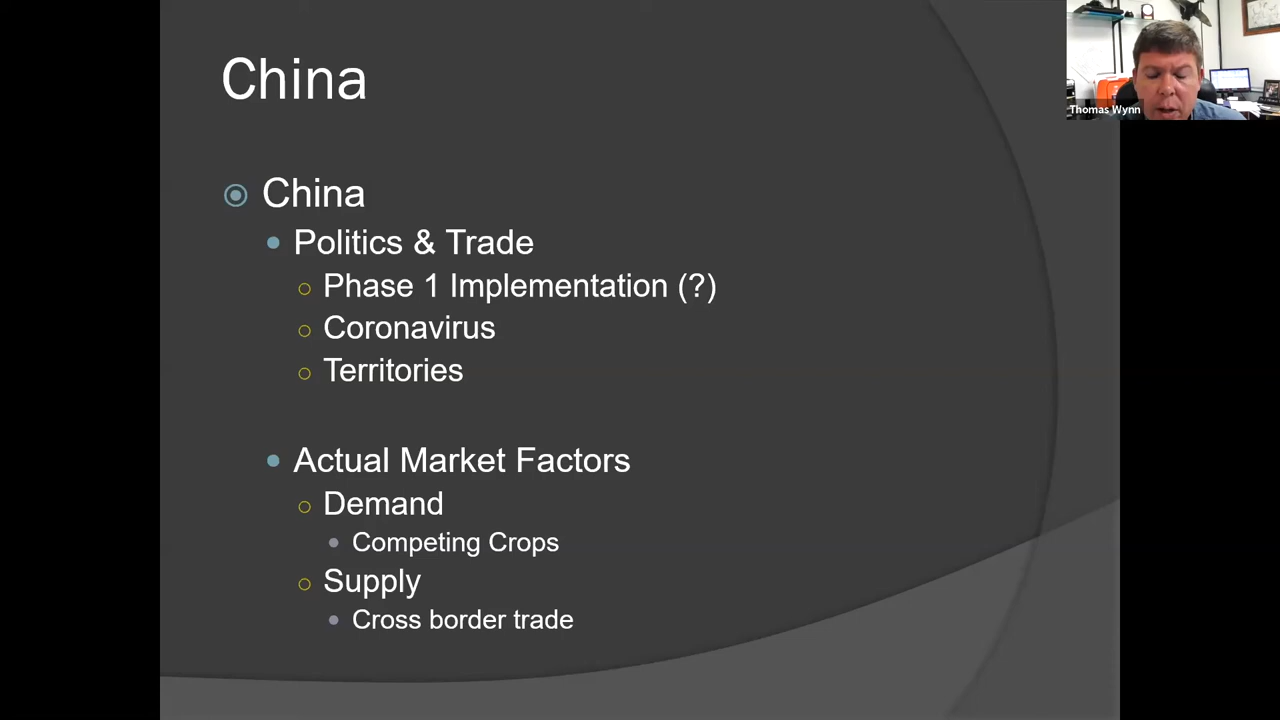 China
Thomas Wynn
China
Politics & Trade
Phase 1 Implementation (?)
Coronavirus
Territories
Actual Market Factors
Demand
Competing Crops
Supply
Cross border trade